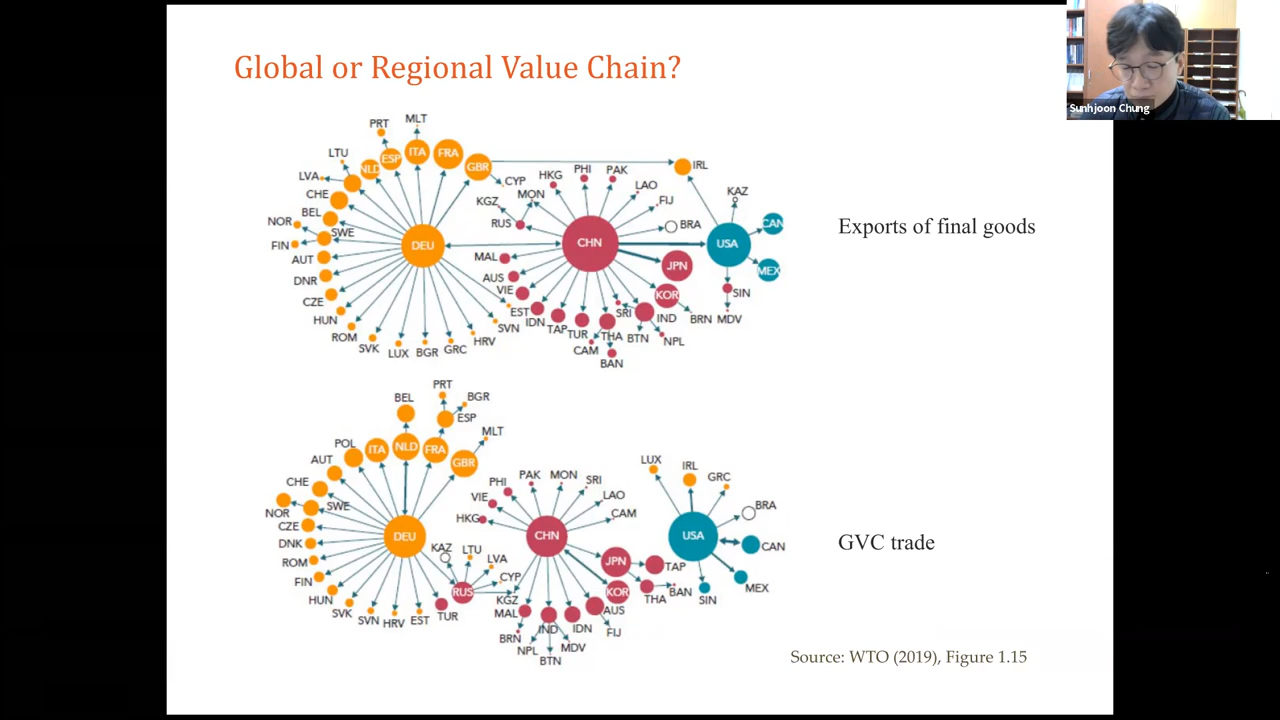 Sunhjoon Chung
Global or Regional Value Chain?
PRT
MLT
LTU
NLD
ESP
ITA
FRA
GBR
IRL
LVA
CHE
BEL
NOR
SWE
FIN
AUT
DNR
CZE
HUN
ROM
SVK
LUX
BGR
GRC
HRV
SVN
EST
DEU
CYP
KGZ
MON
RUS
HKG
PHI
PAK
LAO
FIJ
BRA
KAZ
CAN
CHN
USA
MEX
MAL
AUS
VIE
IDN
TAP
TUR
THA
CAM
BAN
SRI
BTN
IND
NPL
KOR
JPN
BRN
SIN
MDV
Exports of final goods
PRT
BGR
BEL
ESP
MLT
POL
ITA
NLD
FRA
GBR
AUT
CHE
NOR
SWE
CZE
DNK
ROM
FIN
HUN
SVK
SVN
HRV
EST
TUR
DEU
KAZ
LTU
LVA
CYP
RUS
KGZ
HKG
VIE
PHI
PAK
MON
SRI
LAO
CAM
CHN
JPN
TAP
KOR
THA
BAN
AUS
FIJ
MAL
BRN
IND
NPL
BTN
MDV
IDN
LUX
IRL
GRC
BRA
USA
CAN
MEX
SIN
GVC trade
Source: WTO (2019), Figure 1.15